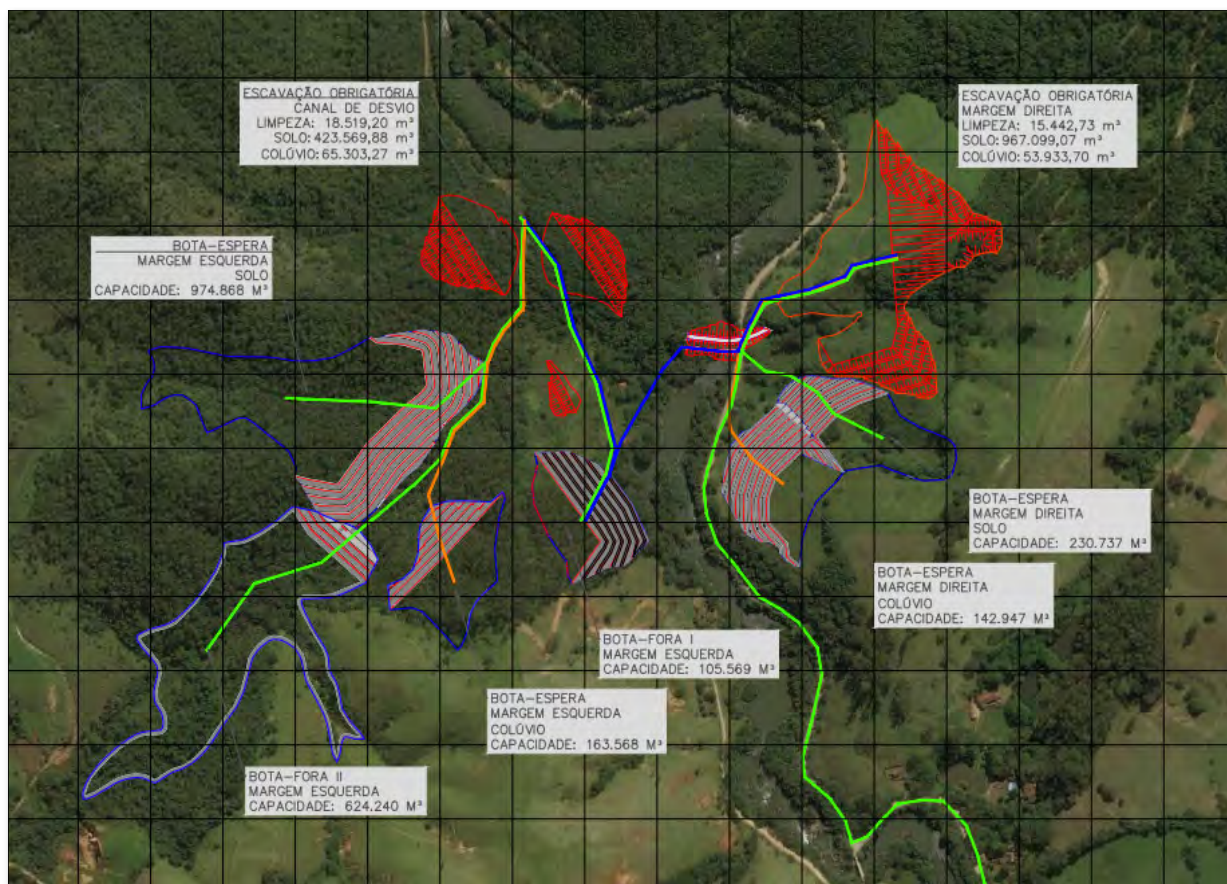 ESCAVAÇÃO OBRIGATÓRIA
CANAL DE DESVIO
LIMPEZA: 18.519,20 m³
SOLO: 423.569,88 m³
COLÚVIO: 65.303,27 m³
ESCAVAÇÃO OBRIGATÓRIA
MARGEM DIREITA
LIMPEZA: 15.442,73 m³
SOLO: 967.099,07 m³
COLÚVIO: 53.933,70 m³
BOTA-ESPERA
MARGEM ESQUERDA
SOLO
CAPACIDADE: 974.868 M³
BOTA-ESPERA
MARGEM DIREITA
SOLO
CAPACIDADE: 230.737 M³
BOTA-ESPERA
MARGEM DIREITA
COLÚVIO
CAPACIDADE: 142.947 M³
BOTA-FORA I
MARGEM ESQUERDA
CAPACIDADE: 105.569 M³
BOTA-ESPERA
MARGEM ESQUERDA
COLÚVIO
CAPACIDADE: 163.568 M³
BOTA-FORA II
MARGEM ESQUERDA
CAPACIDADE: 624.240 M³